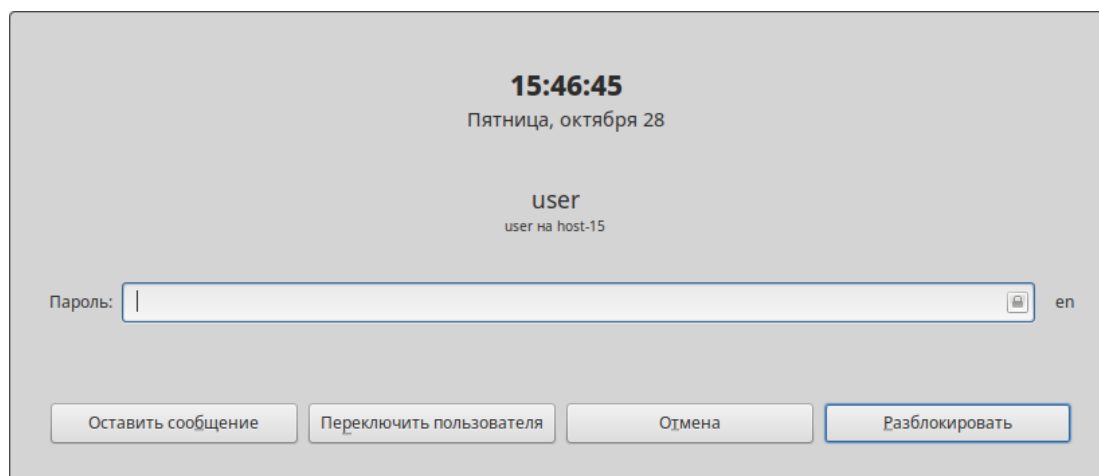 15:46:45
Пятница, октября 28
user
user на host-15
Пароль: en
Оставить сообщение Переключить пользователя Отмена Разблокировать